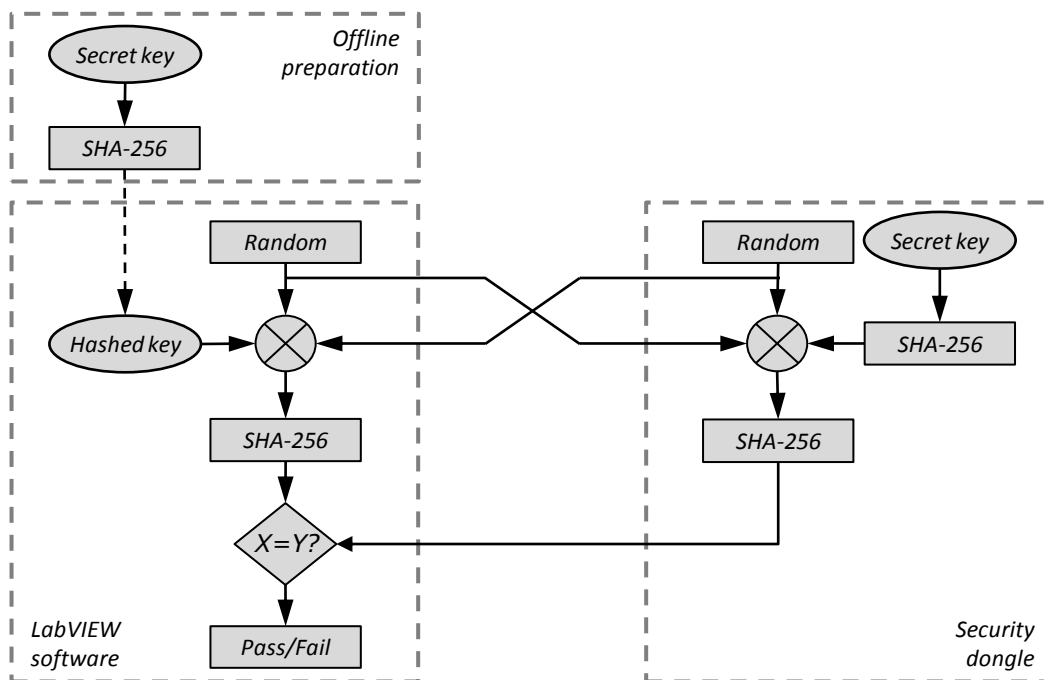 Secret key
Offline
preparation
SHA-256
Random
Random
Secret key
Hashed key
SHA-256
SHA-256
SHA-256
X=Y?
LabVIEW
software
Pass/Fail
Security
dongle